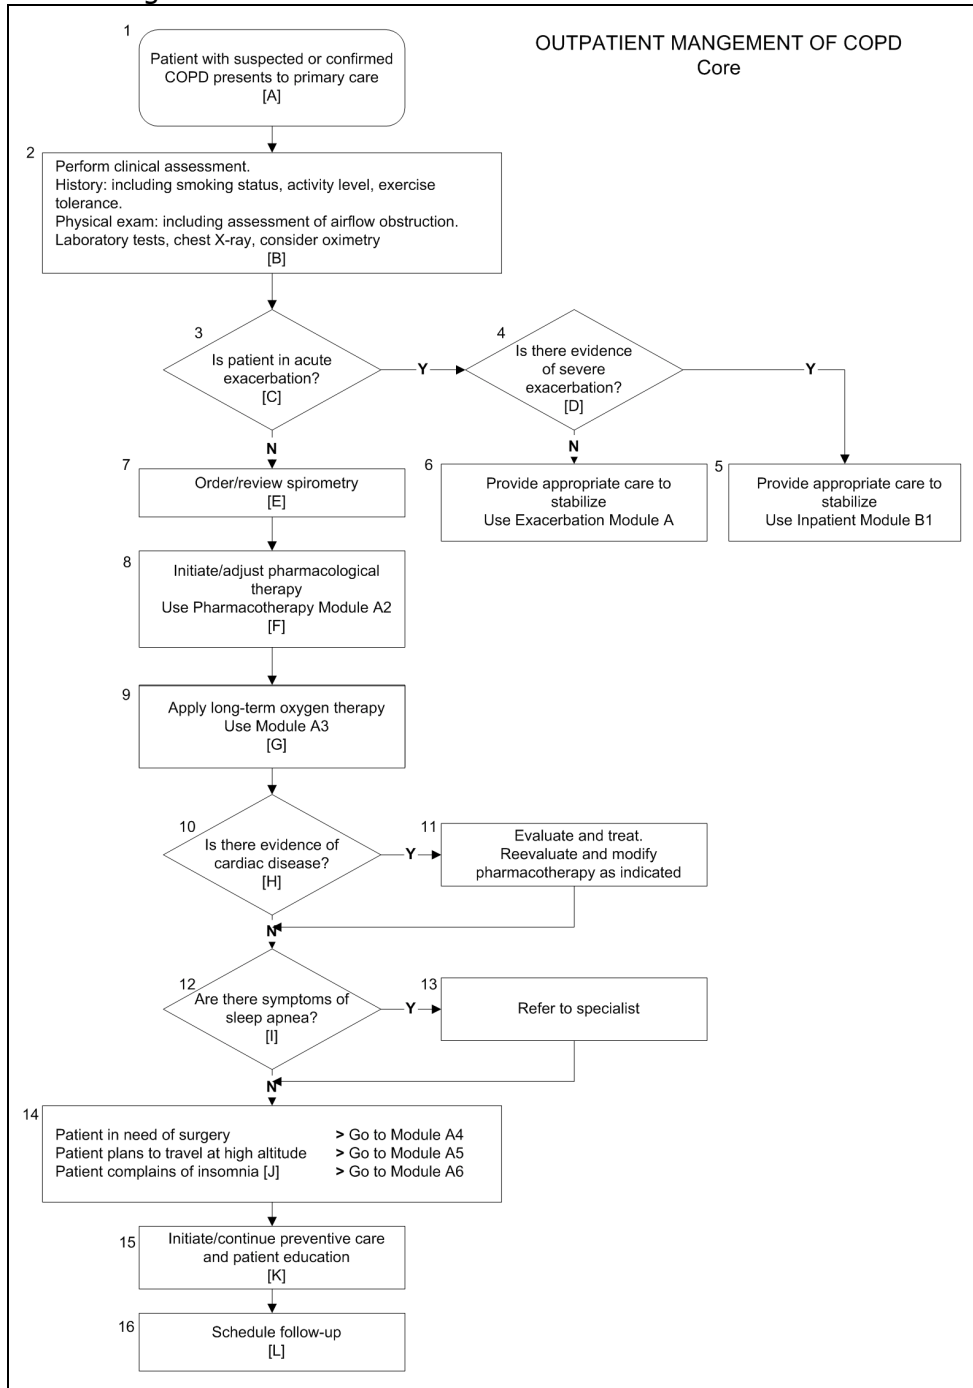 OUTPATIENT MANGEMENT OF COPD
Core
1
Patient with suspected or confirmed
COPD presents to primary care
[A]
2
Perform clinical assessment.
History: including smoking status, activity level, exercise
tolerance.
Physical exam: including assessment of airflow obstruction.
Laboratory tests, chest X-ray, consider oximetry
[B]
3
Is patient in acute
exacerbation?
[C]
Y
N
4
Is there evidence
of severe
exacerbation?
[D]
Y
N
7
Order/review spirometry
[E]
6
Provide appropriate care to
stabilize
Use Exacerbation Module A
5
Provide appropriate care to
stabilize
Use Inpatient Module B1
8
Initiate/adjust pharmacological
therapy
Use Pharmacotherapy Module A2
[F]
9
Apply long-term oxygen therapy
Use Module A3
[G]
10
Is there evidence of
cardiac disease?
[H]
Y
N
11
Evaluate and treat.
Reevaluate and modify
pharmacotherapy as indicated
12
Are there symptoms of
sleep apnea?
[I]
Y
N
13
Refer to specialist
14
Patient in need of surgery > Go to Module A4
Patient plans to travel at high altitude > Go to Module A5
Patient complains of insomnia [J] > Go to Module A6
15
Initiate/continue preventive care
and patient education
[K]
16
Schedule follow-up
[L]